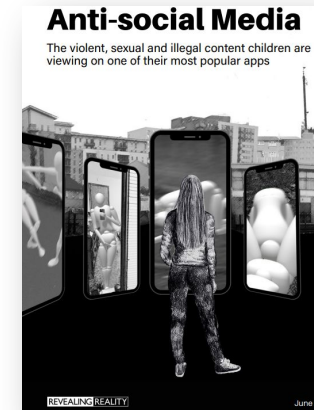 Anti-social Media
The violent, sexual and illegal content children are
viewing on one of their most popular apps
REVEALING REALITY
June